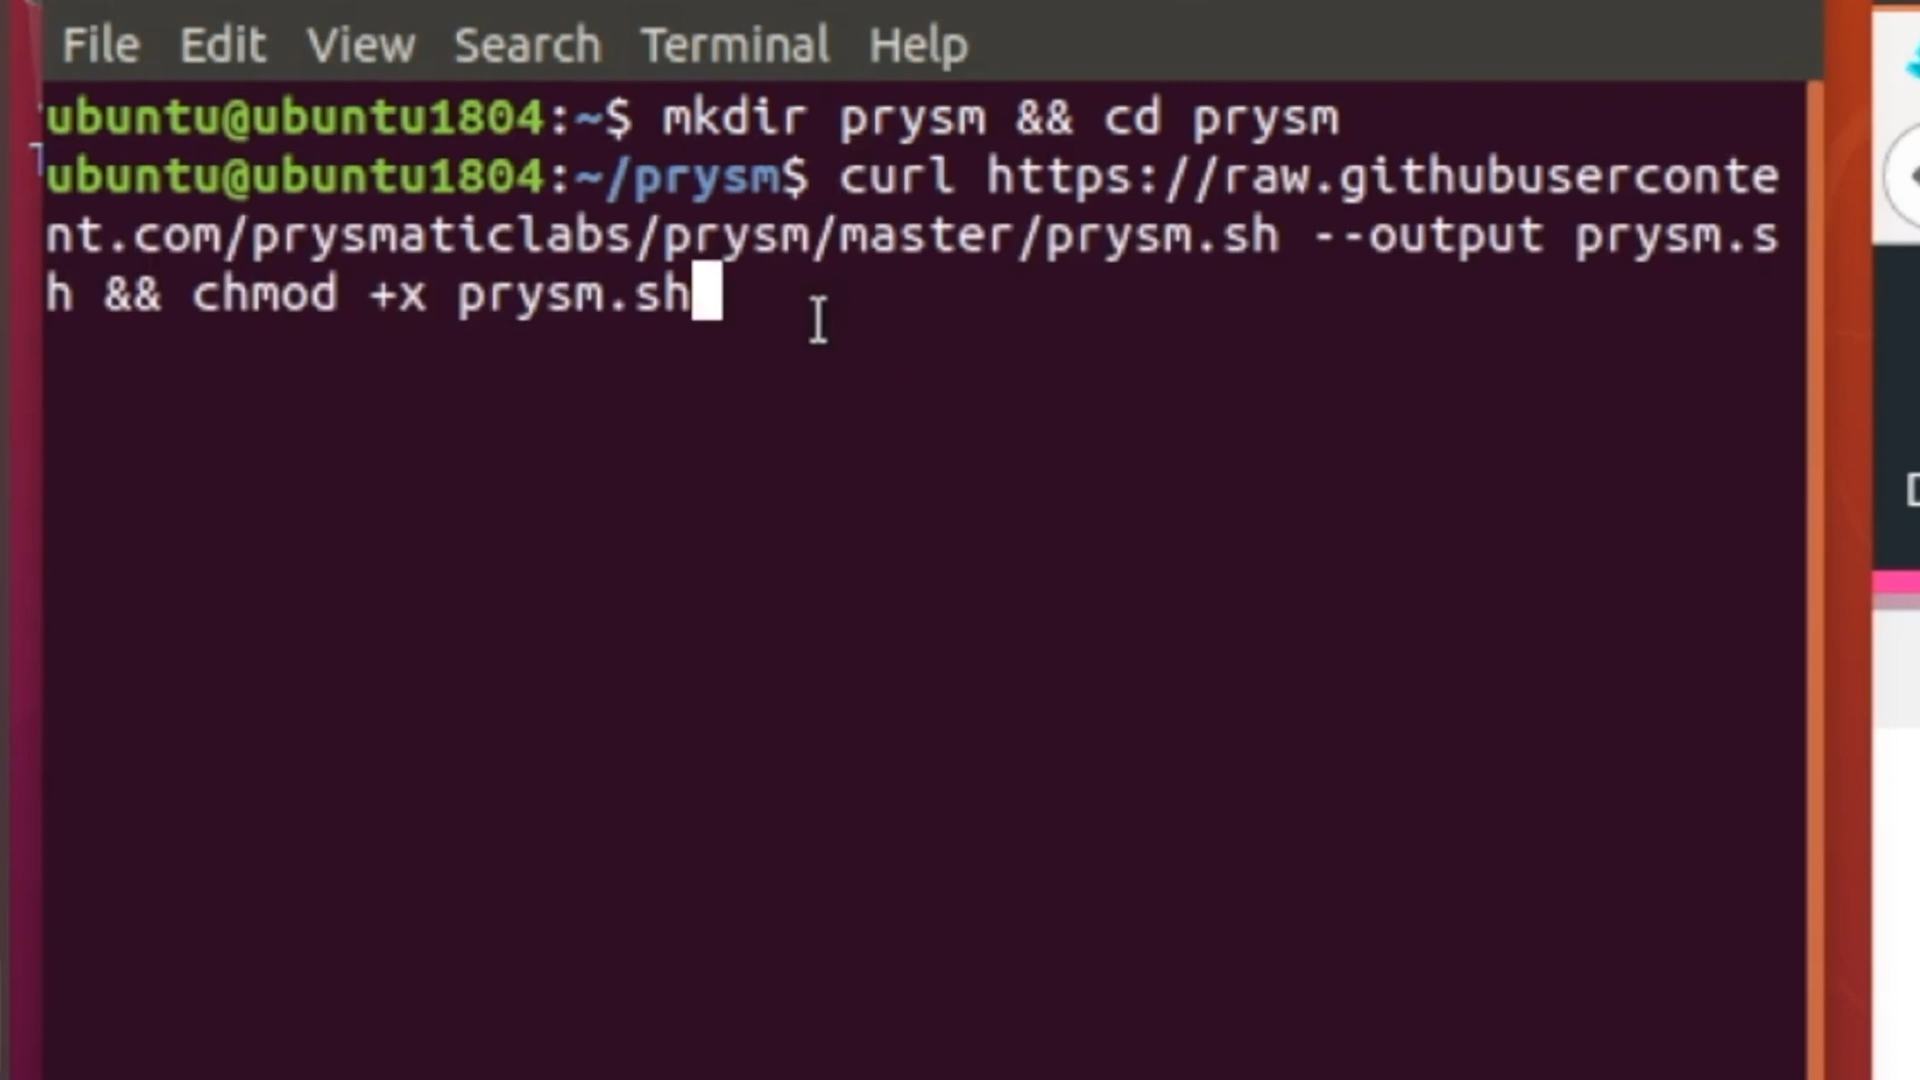 File Edit View Search Terminal Help
ubuntu@ubuntu1804:~$ mkdir prysm && cd prysm
ubuntu@ubuntu1804:~/prysm$ curl https://raw.githubuserconte
nt.com/prysmaticlabs/prysm/master/prysm.sh --output prysm.s
h && chmod +x prysm.sh